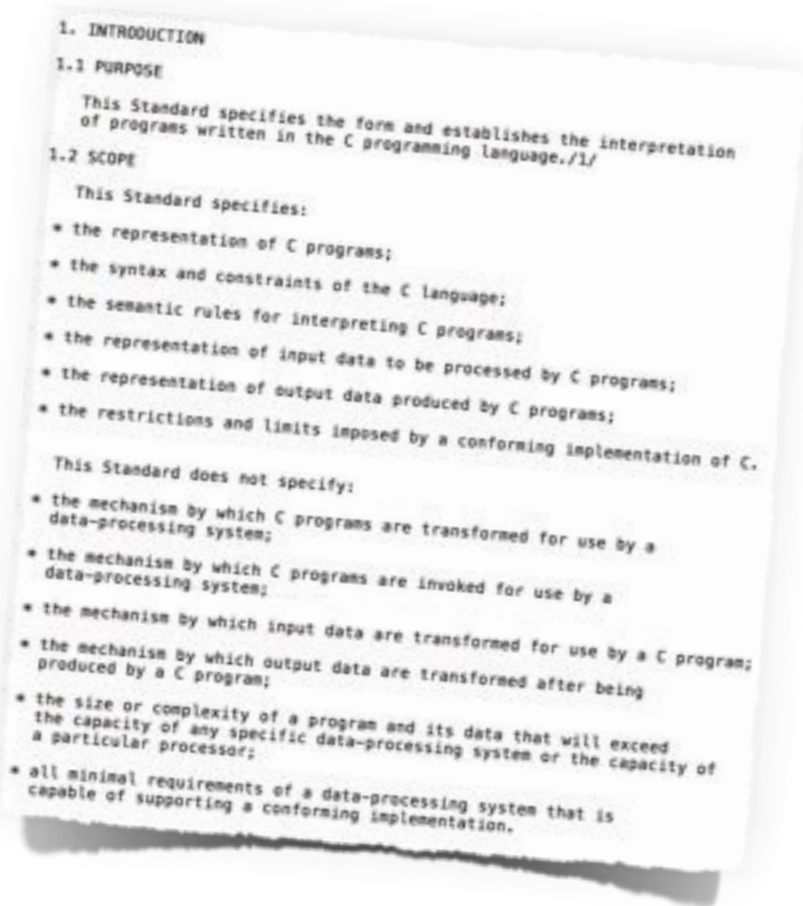 1. INTRODUCTION
1.1 PURPOSE
This Standard specifies the form and establishes the interpretation
of programs written in the C programming language./1/
1.2 SCOPE
This Standard specifies:
* the representation of C programs;
* the syntax and constraints of the C language;
* the semantic rules for interpreting C programs;
* the representation of input data to be processed by C programs;
* the representation of output data produced by C programs;
* the restrictions and limits imposed by a conforming implementation of C.
This Standard does not specify:
* the mechanism by which C programs are transformed for use by a
data-processing system;
* the mechanism by which C programs are invoked for use by a
data-processing system;
* the mechanism by which input data are transformed for use by a C program;
* the mechanism by which output data are transformed after being
produced by a C program;
* the size or complexity of a program and its data that will exceed
the capacity of any specific data-processing system or the capacity of
a particular processor;
* all minimal requirements of a data-processing system that is
capable of supporting a conforming implementation.